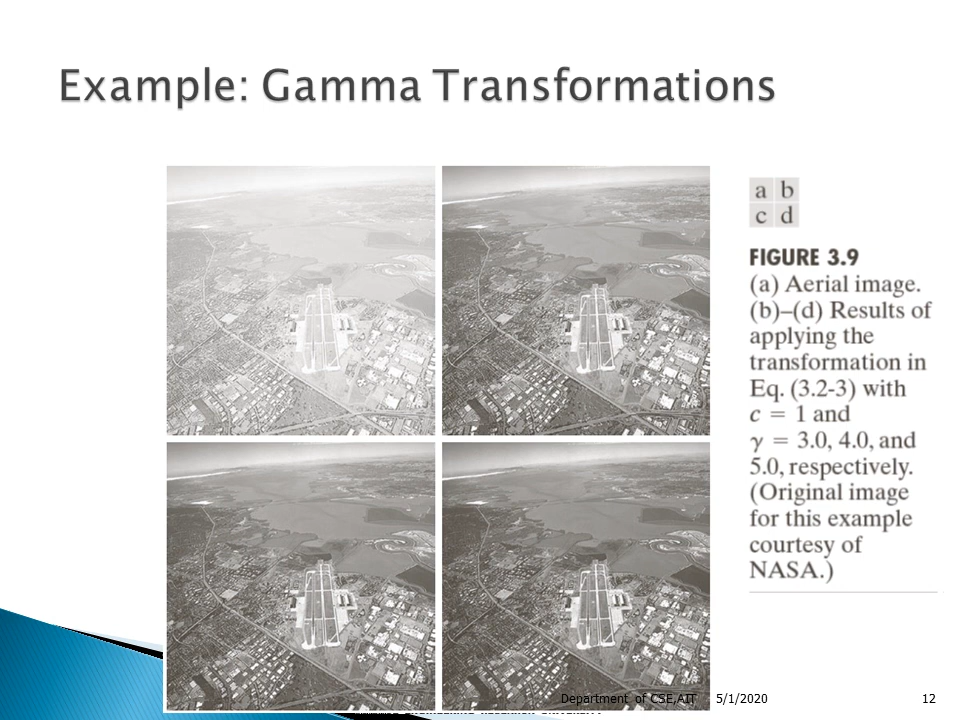 Example: Gamma Transformations
a b
c d
FIGURE 3.9
(a) Aerial image.
(b)–(d) Results of
applying the
transformation in
Eq. (3.2-3) with
c = 1 and
γ = 3.0, 4.0, and
5.0, respectively.
(Original image
for this example
courtesy of
NASA.)
Department of CSE,AIT 5/1/2020 12